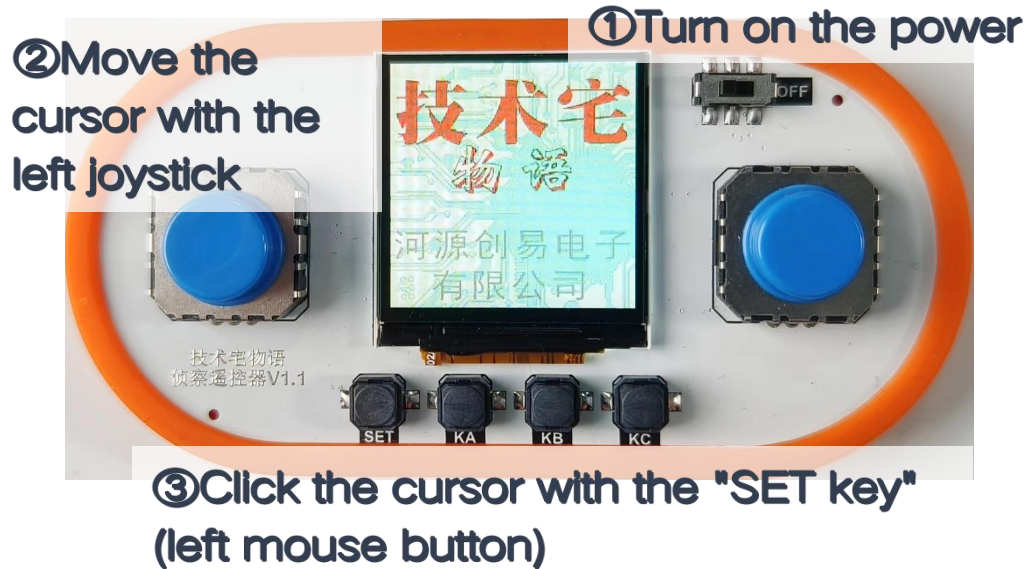 ①Turn on the power
②Move the
cursor with the
left joystick
技术宅
物语
河源创易电子
有限公司
OFF
技术宅物语
侦察遥控器V1.1
SET
KA
KB
KC
③Click the cursor with the "SET key"
(left mouse button)